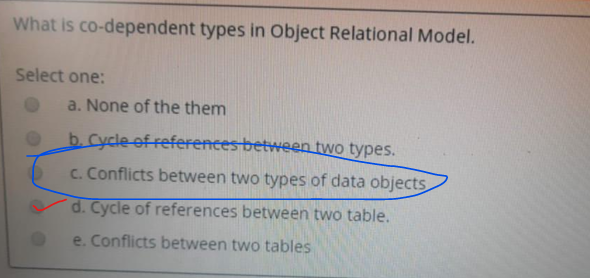 What is co-dependent types in Object Relational Model.
Select one:
a. None of the them
b. Cycle of references between two types.
c. Conflicts between two types of data objects
d. Cycle of references between two table.
e. Conflicts between two tables